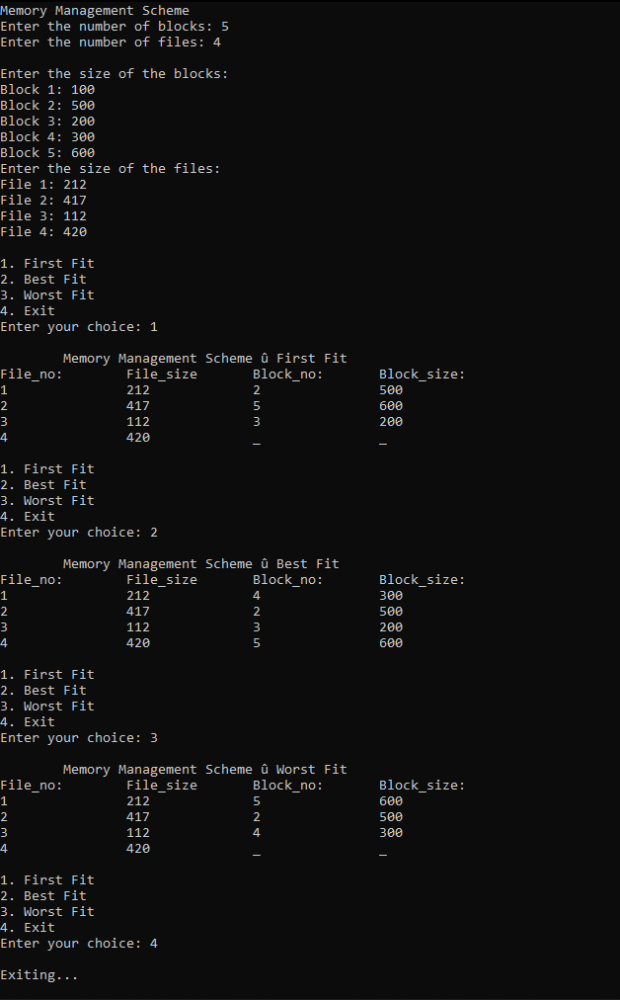 Memory Management Scheme
Enter the number of blocks: 5
Enter the number of files: 4
Enter the size of the blocks:
Block 1: 100
Block 2: 500
Block 3: 200
Block 4: 300
Block 5: 600
Enter the size of the files:
File 1: 212
File 2: 417
File 3: 112
File 4: 420
1. First Fit
2. Best Fit
3. Worst Fit
4. Exit
Enter your choice: 1
Memory Management Scheme û First Fit
File_no: File_size Block_no: Block_size:
1 212 2 500
2 417 5 600
3 112 3 200
4 420 _ _
1. First Fit
2. Best Fit
3. Worst Fit
4. Exit
Enter your choice: 2
Memory Management Scheme û Best Fit
File_no: File_size Block_no: Block_size:
1 212 4 300
2 417 2 500
3 112 3 200
4 420 5 600
1. First Fit
2. Best Fit
3. Worst Fit
4. Exit
Enter your choice: 3
Memory Management Scheme û Worst Fit
File_no: File_size Block_no: Block_size:
1 212 5 600
2 417 2 500
3 112 4 300
4 420 _ _
1. First Fit
2. Best Fit
3. Worst Fit
4. Exit
Enter your choice: 4
Exiting...